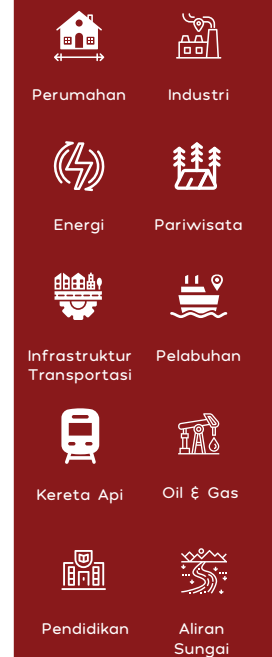 Perumahan
Industri
Energi
Pariwisata
Infrastruktur
Transportasi
Pelabuhan
Kereta Api
Oil & Gas
Pendidikan
Aliran
Sungai